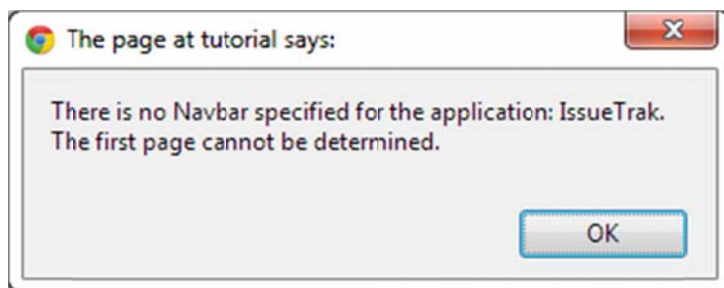 The page at tutorial says:
There is no Navbar specified for the application: IssueTrak.
The first page cannot be determined.
OK